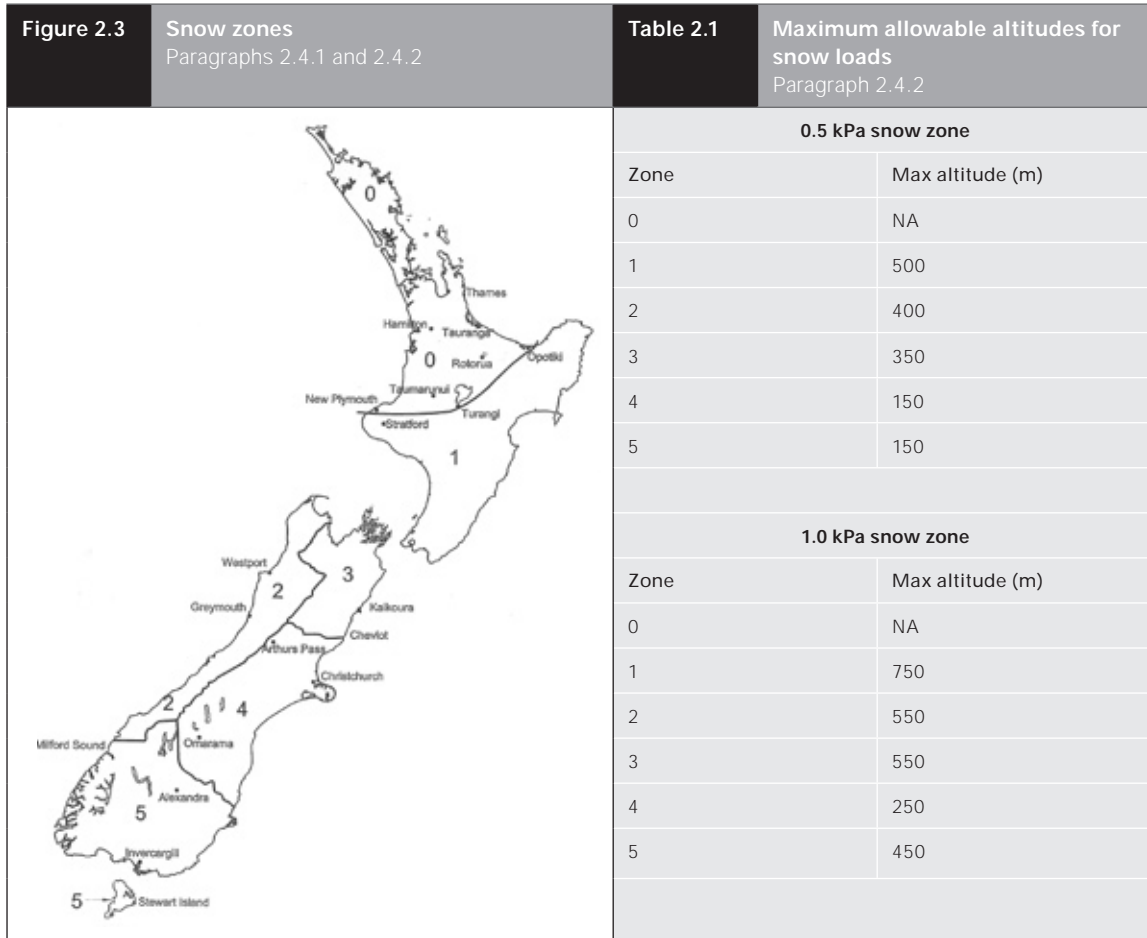 Figure 2.3
Snow zones
Paragraphs 2.4.1 and 2.4.2
0
Thames
Hamilton
Tauranga
0
Rotorua
Opotiki
Taumarunui
New Plymouth
Turangi
Stratford
1
Westport
3
2
Greymouth
Kaikoura
Cheviot
Arthurs Pass
Christchurch
2
4
Milford Sound
Omarama
Alexandra
5
Invercargill
5
Stewart Island
Table 2.1
Maximum allowable altitudes for
snow loads
Paragraph 2.4.2
0.5 kPa snow zone
Zone Max altitude (m)
0 NA
1 500
2 400
3 350
4 150
5 150
1.0 kPa snow zone
Zone Max altitude (m)
0 NA
1 750
2 550
3 550
4 250
5 450